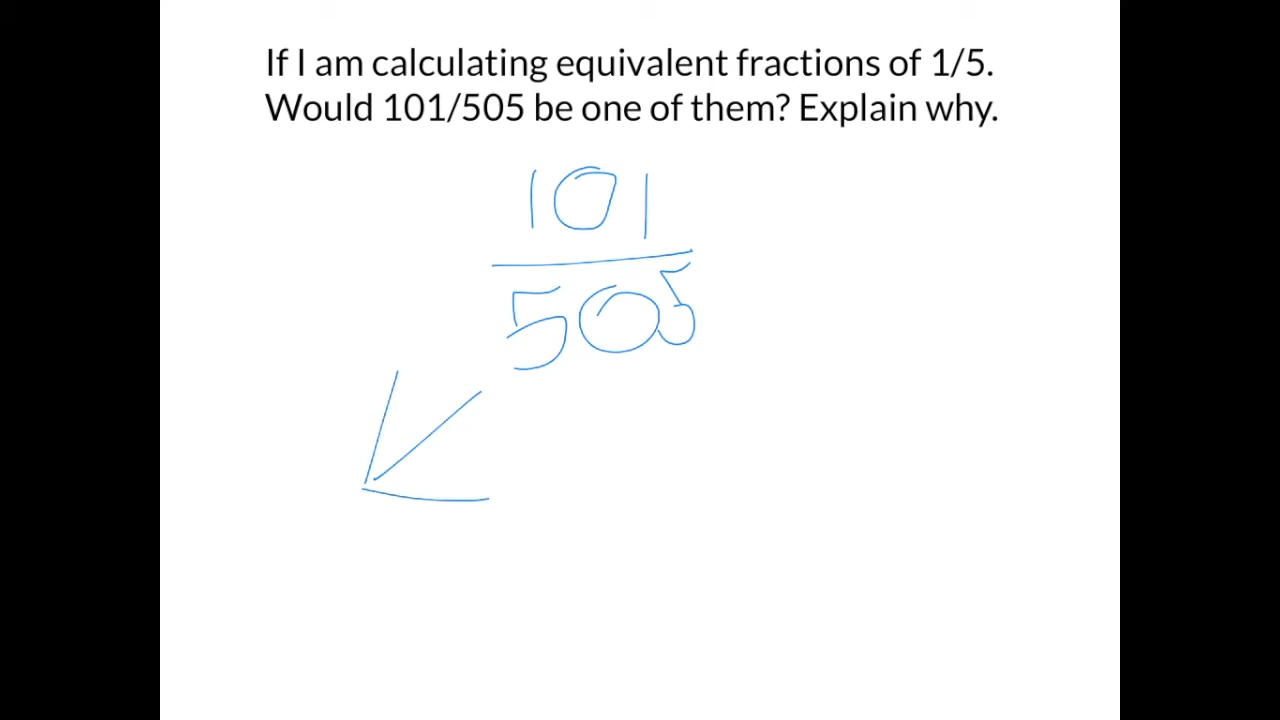 If I am calculating equivalent fractions of 1/5.
Would 101/505 be one of them? Explain why.
101
505